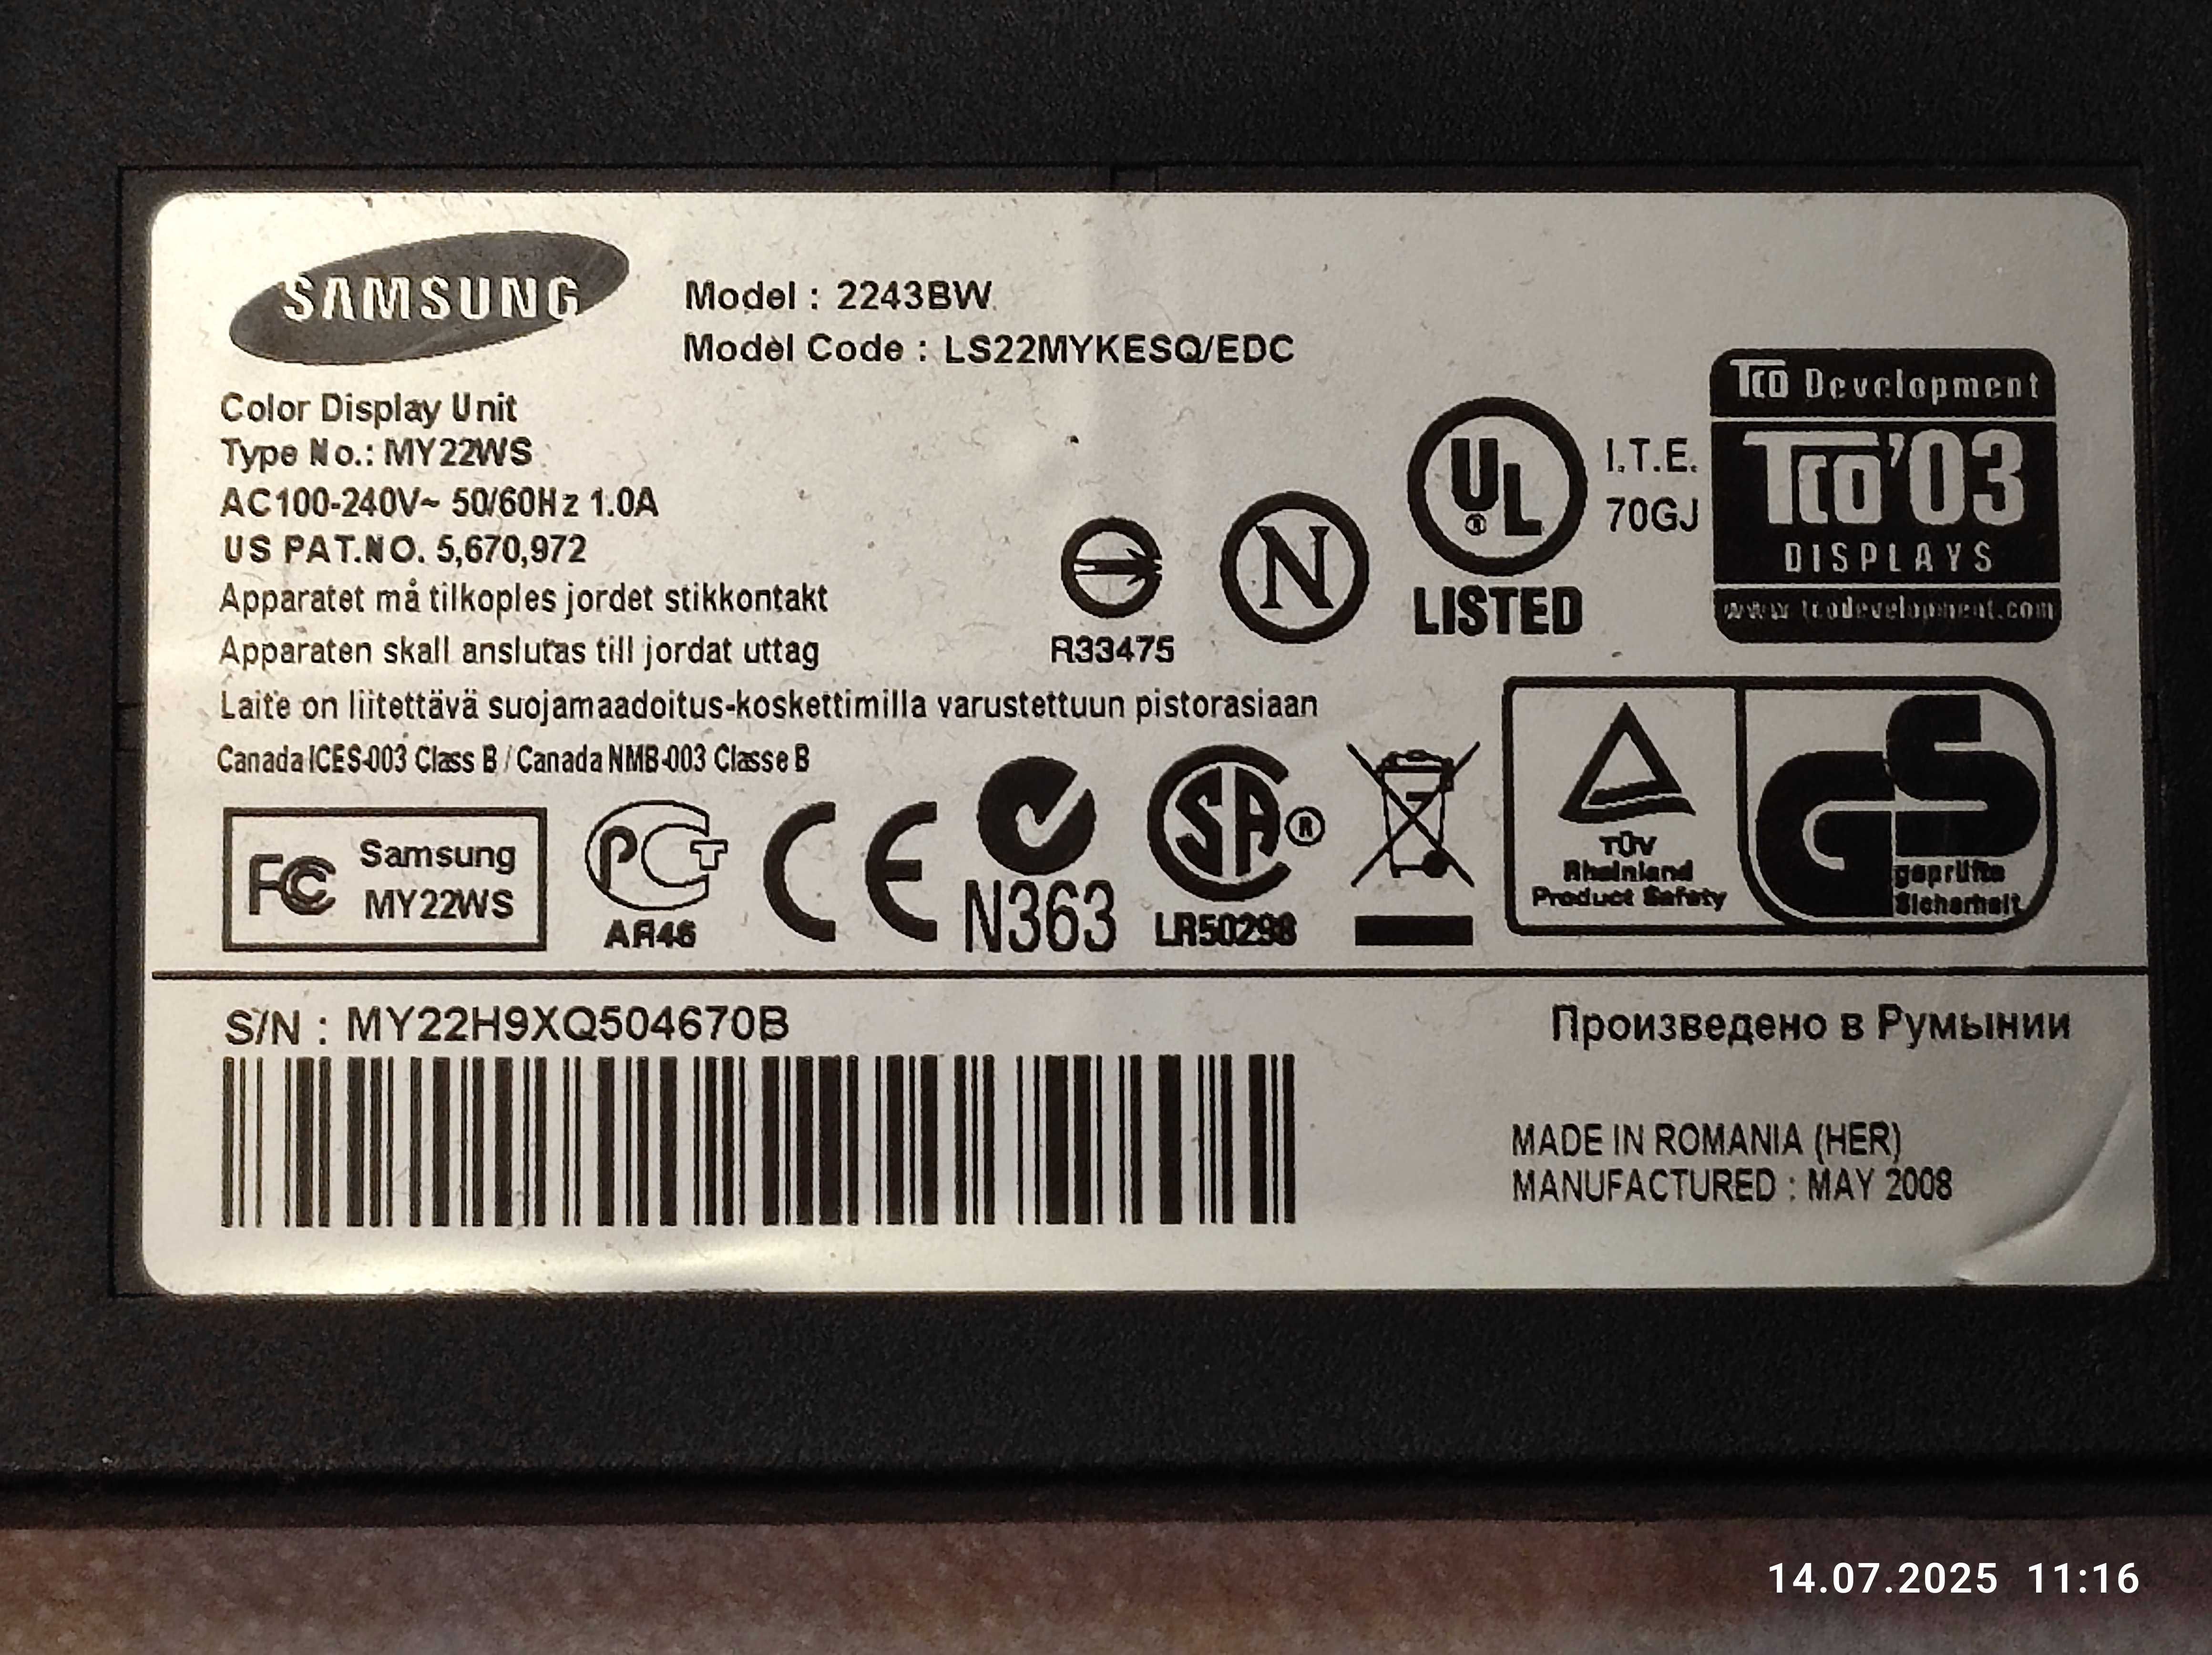 SAMSUNG
Model : 2243BW
Model Code : LS22MYKESQ/EDC
Color Display Unit
Type No.: MY22WS
AC100-240V~ 50/60Hz 1.0A
US PAT.NO. 5,670,972
Apparatet må tilkoples jordet stikkontakt
Apparaten skall anslutas till jordat uttag
Laite on liitettävä suojamaadoitus-koskettimilla varustettuun pistorasiaan
Canada ICES-003 Class B / Canada NMB-003 Classe B
R33475
N
UL
®
LISTED
I.T.E.
70GJ
TCO Development
TCO'03
DISPLAYS
www.tcodevelopment.com
FC Samsung
MY22WS
РСТ
АЯ46
CE
N363
SA ®
LR50298
TÜV
Rheinland
Product Safety
GS
geprüfte
Sicherheit
S/N : MY22H9XQ504670B
Произведено в Румынии
MADE IN ROMANIA (HER)
MANUFACTURED : MAY 2008
14.07.2025 11:16